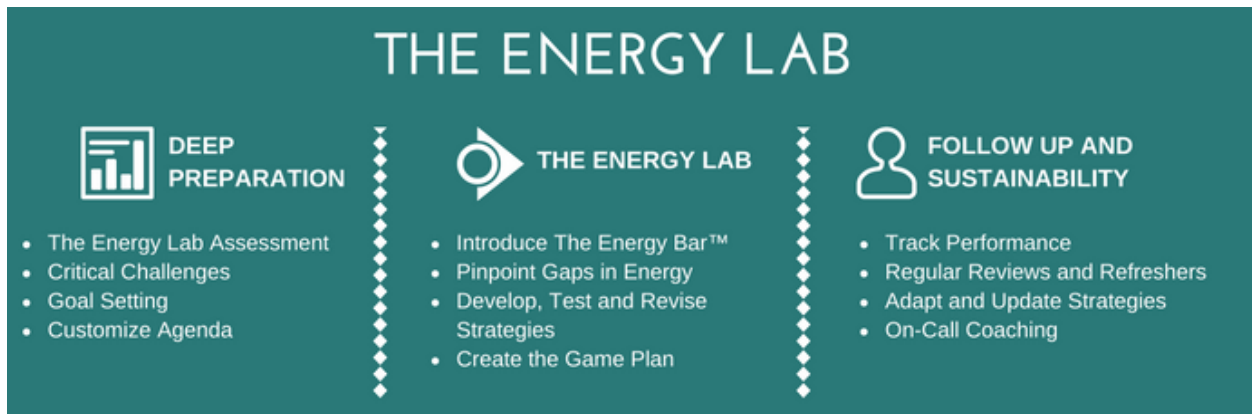 THE ENERGY LAB
DEEP
PREPARATION
• The Energy Lab Assessment
• Critical Challenges
• Goal Setting
• Customize Agenda
THE ENERGY LAB
• Introduce The Energy Bar™
• Pinpoint Gaps in Energy
• Develop, Test and Revise
Strategies
• Create the Game Plan
FOLLOW UP AND
SUSTAINABILITY
• Track Performance
• Regular Reviews and Refreshers
• Adapt and Update Strategies
• On-Call Coaching